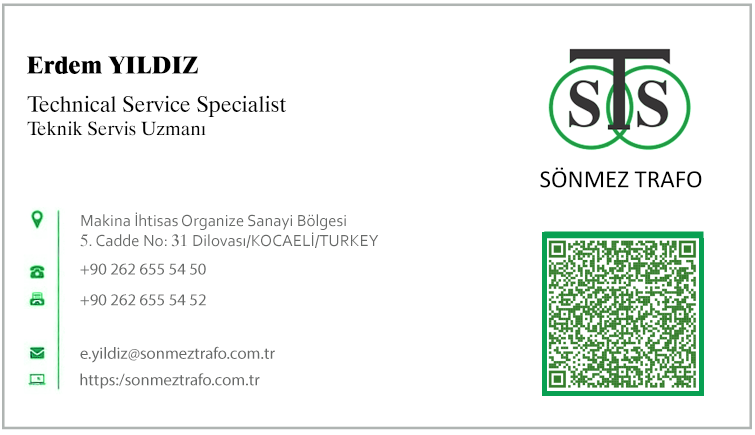 Erdem YILDIZ
Technical Service Specialist
Teknik Servis Uzmanı
STS
SÖNMEZ TRAFO
Makina İhtisas Organize Sanayi Bölgesi
5. Cadde No: 31 Dilovası/KOCAELİ/TURKEY
+90 262 655 54 50
+90 262 655 54 52
e.yildiz@sonmeztrafo.com.tr
https:/sonmeztrafo.com.tr